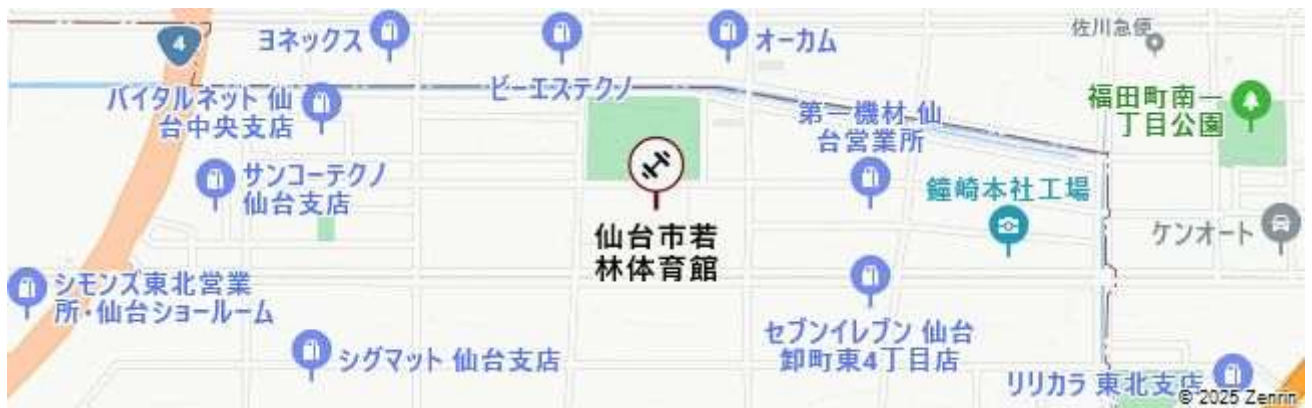 4
ヨネックス
オーカム
佐川急便
ビーエステクノ
バイタルネット 仙
台中央支店
第一機材 仙
台営業所
福田町南一
丁目公園
サンコーテクノ
仙台支店
鐘崎本社工場
仙台市若
林体育館
ケンオート
シモンズ東北営業
所・仙台ショールーム
セブンイレブン 仙台
卸町東4丁目店
シグマット 仙台支店
リリカラ 東北支店
© 2025 Zenrin